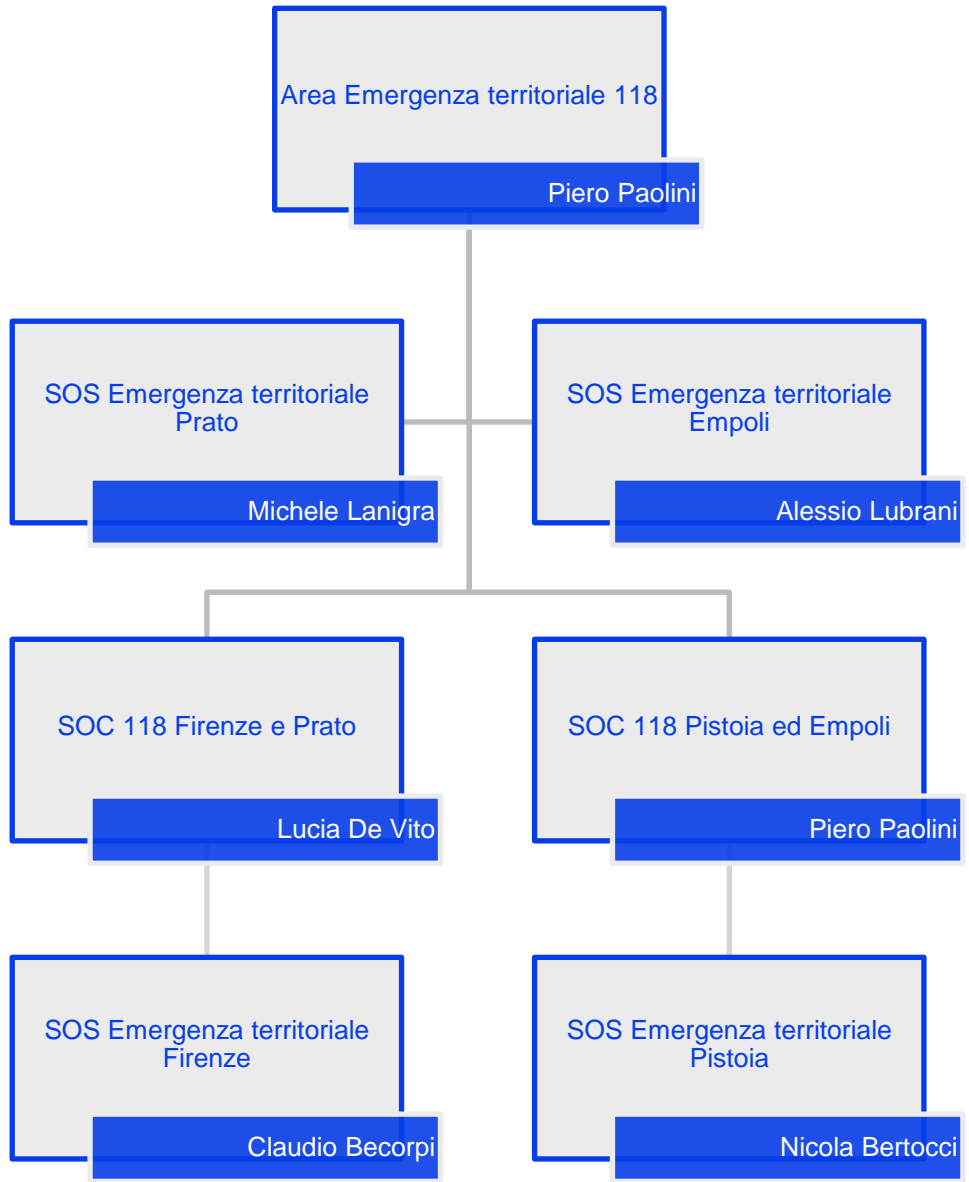 Area Emergenza territoriale 118
Piero Paolini
SOS Emergenza territoriale
Prato
Michele Lanigra
SOS Emergenza territoriale
Empoli
Alessio Lubrani
SOC 118 Firenze e Prato
Lucia De Vito
SOC 118 Pistoia ed Empoli
Piero Paolini
SOS Emergenza territoriale
Firenze
Claudio Becorpi
SOS Emergenza territoriale
Pistoia
Nicola Bertocci